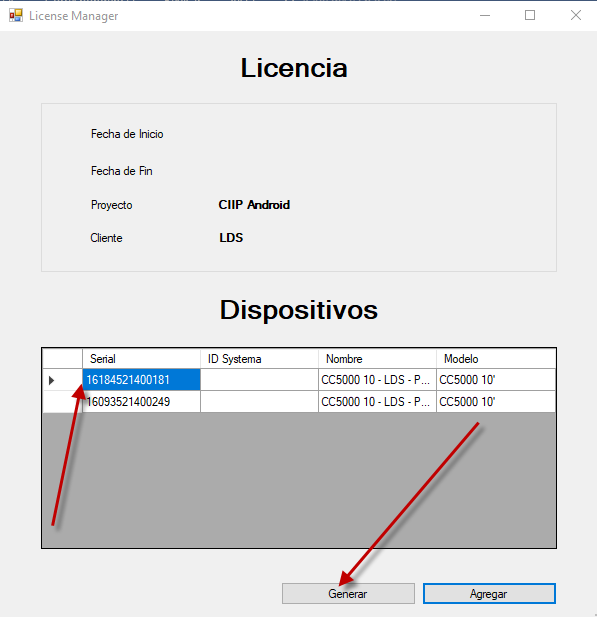 License Manager
Licencia
Fecha de Inicio
Fecha de Fin
Proyecto CIIP Android
Cliente LDS
Dispositivos
Serial ID Systema Nombre Modelo
16184521400181 CC5000 10 - LDS - P... CC5000 10'
16093521400249 CC5000 10 - LDS - P... CC5000 10'
Generar Agregar